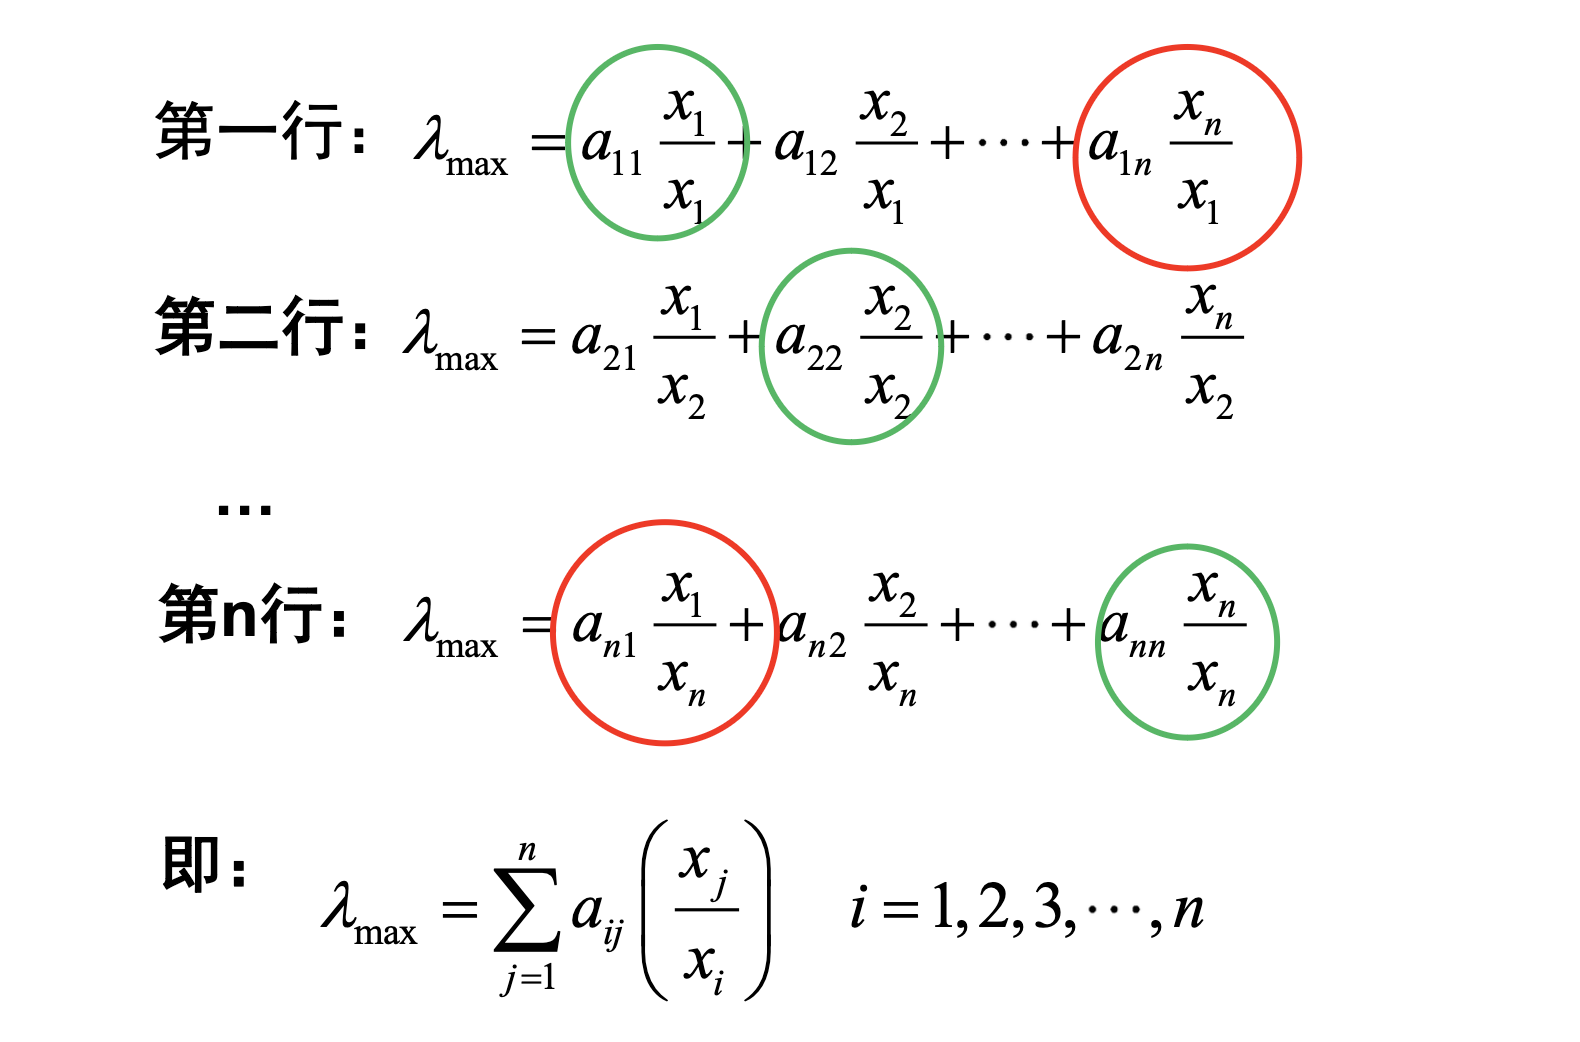 第一行：λ_max = a_11 x_1/x_1 + a_12 x_2/x_1 + ··· + a_1n x_n/x_1
第二行：λ_max = a_21 x_1/x_2 + a_22 x_2/x_2 + ··· + a_2n x_n/x_2
…
第n行：λ_max = a_n1 x_1/x_n + a_n2 x_2/x_n + ··· + a_nn x_n/x_n
即：λ_max = ∑_{j=1}^{n} a_ij (x_j/x_i) i = 1,2,3,···,n